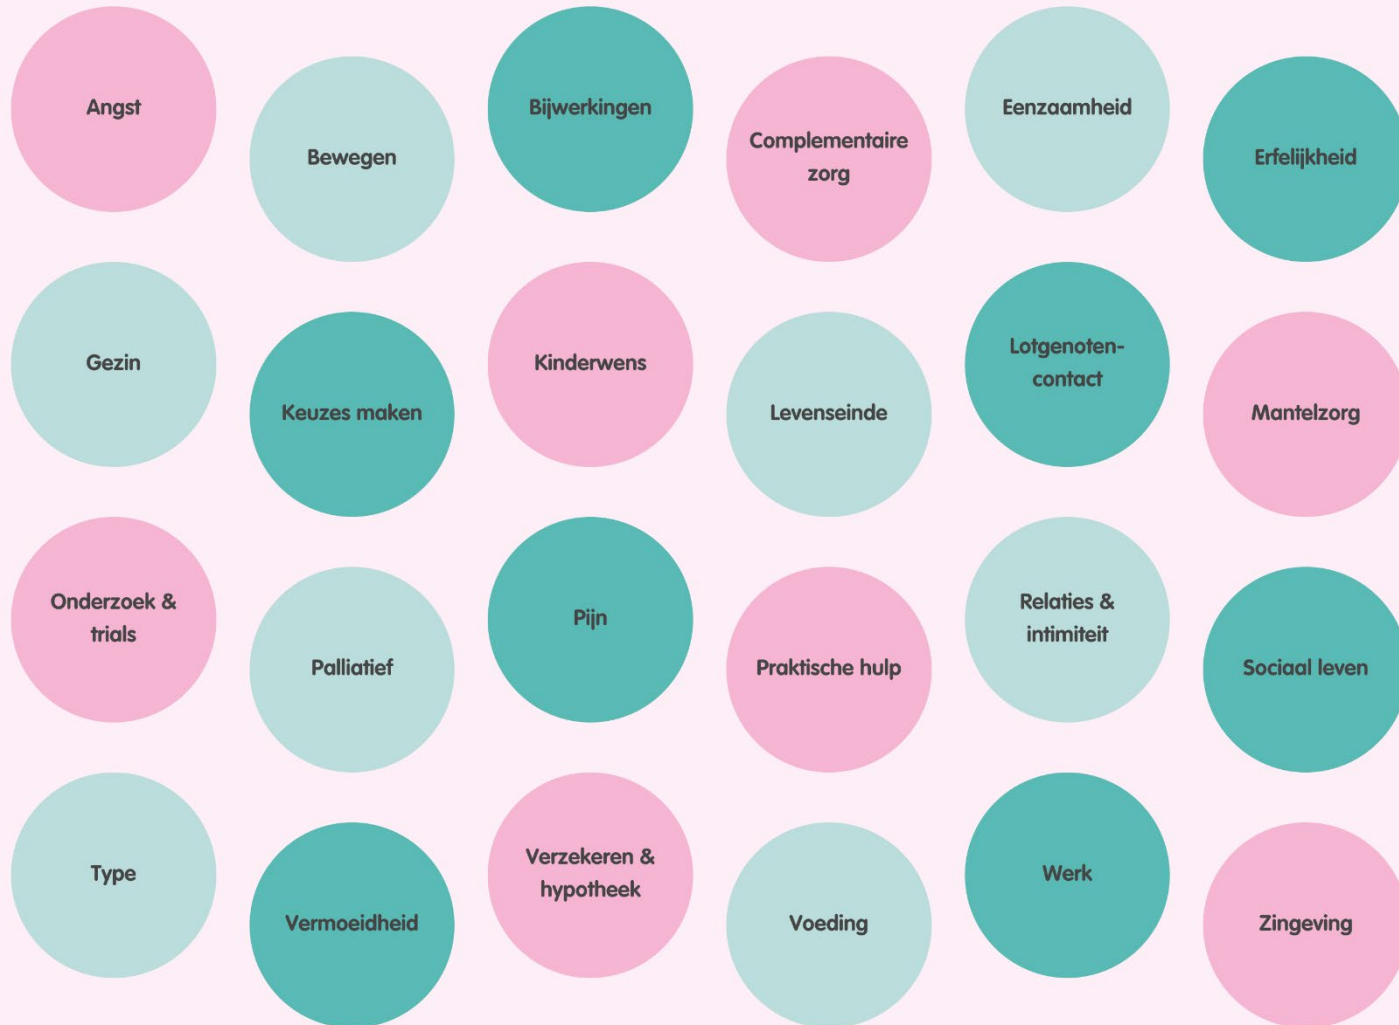 Angst
Bewegen
Bijwerkingen
Complementaire
zorg
Eenzaamheid
Erfelijkheid
Gezin
Keuzes maken
Kinderwens
Levenseinde
Lotgenoten-
contact
Mantelzorg
Onderzoek &
trials
Palliatief
Pijn
Praktische hulp
Relaties &
intimiteit
Sociaal leven
Type
Vermoeidheid
Verzekeren &
hypotheek
Voeding
Werk
Zingeving